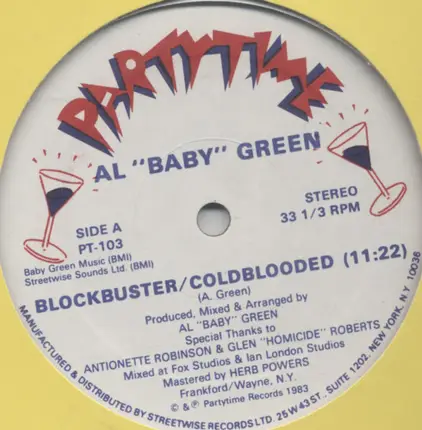 PARTYTIME
AL "BABY" GREEN
SIDE A
PT-103
Baby Green Music (BMI)
Streetwise Sounds Ltd. (BMI)
STEREO
33 1/3 RPM
BLOCKBUSTER/COLDBLOODED (11:22)
(A. Green)
Produced, Mixed & Arranged by
AL "BABY" GREEN
Special Thanks to
ANTIONETTE ROBINSON & GLEN "HOMICIDE" ROBERTS
Mixed at Fox Studios & Ian London Studios
Mastered by HERB POWERS
Frankford/Wayne, N.Y.
© & ℗ Partytime Records 1983
MANUFACTURED & DISTRIBUTED BY STREETWISE RECORDS LTD. 25 W 43 ST., SUITE 1202, NEW YORK, N.Y. 10036